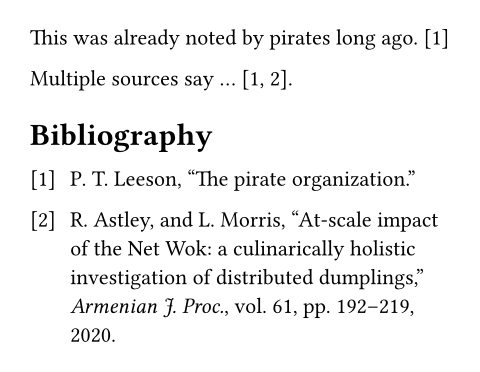 This was already noted by pirates long ago. [1]
Multiple sources say … [1, 2].
Bibliography
[1] P. T. Leeson, “The pirate organization.”
[2] R. Astley, and L. Morris, “At-scale impact
of the Net Wok: a culinarically holistic
investigation of distributed dumplings,”
Armenian J. Proc., vol. 61, pp. 192–219,
2020.